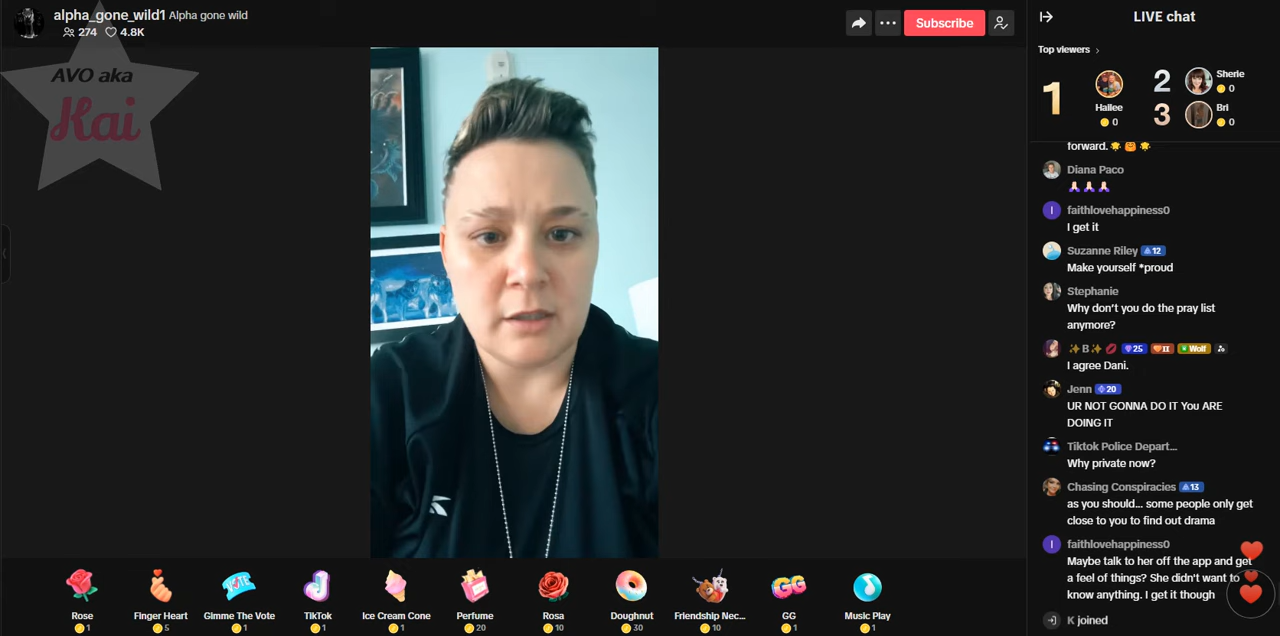 alpha_gone_wild1 Alpha gone wild
274 4.8K
Subscribe
AVO aka
Kai
LIVE chat
Top viewers
1
Hailee
0
2
Sherie
0
3
Bri
0
forward.
Diana Paco
I
faithlovehappiness0
I get it
Suzanne Riley 12
Make yourself *proud
Stephanie
Why don't you do the pray list
anymore?
B 25 II Wolf
I agree Dani.
Jenn 20
UR NOT GONNA DO IT You ARE
DOING IT
Tiktok Police Depart...
Why private now?
Chasing Conspiracies 13
as you should... some people only get
close to you to find out drama
I
faithlovehappiness0
Maybe talk to her off the app and get
a feel of things? She didn't want to
know anything. I get it though
K joined
VOTE
GG
Rose
1
Finger Heart
5
Gimme The Vote
1
TikTok
1
Ice Cream Cone
1
Perfume
20
Rosa
10
Doughnut
30
Friendship Nec...
10
GG
1
Music Play
1